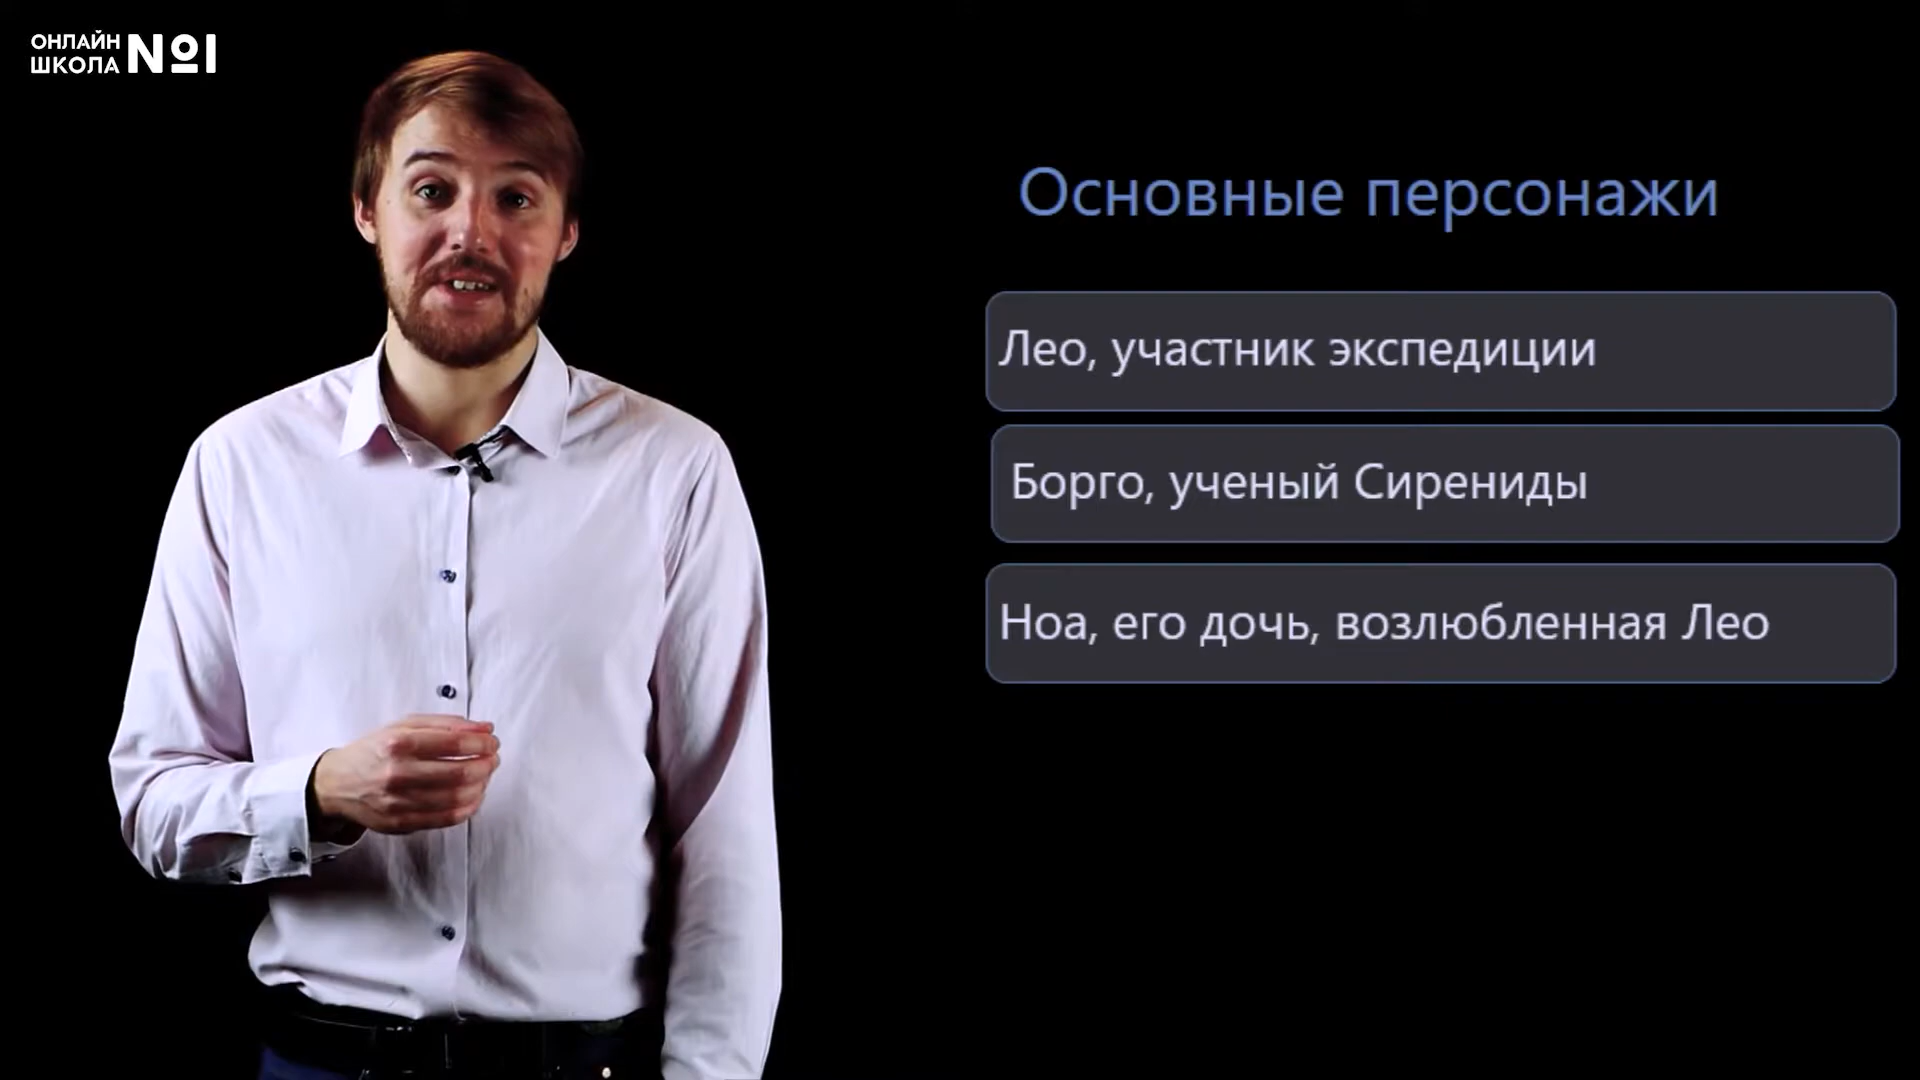 ОНЛАЙН
ШКОЛА №1
Основные персонажи
Лео, участник экспедиции
Борго, ученый Сирениды
Ноа, его дочь, возлюбленная Лео